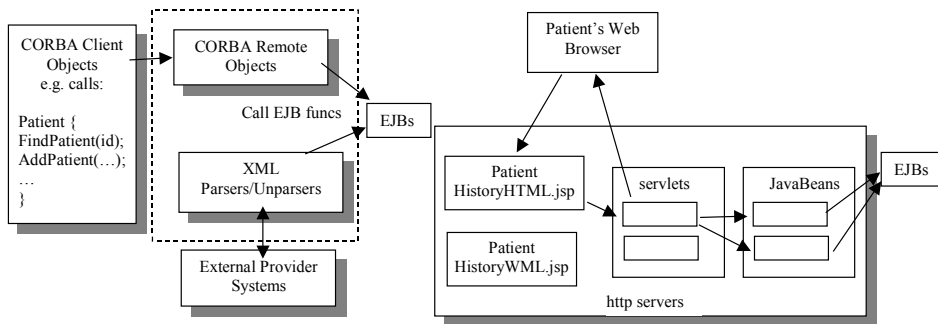 CORBA Client
Objects
e.g. calls:
Patient {
FindPatient(id);
AddPatient(…);
…
}
CORBA Remote
Objects
Call EJB funcs
XML
Parsers/Unparsers
External Provider
Systems
EJBs
Patient’s Web
Browser
Patient
HistoryHTML.jsp
Patient
HistoryWML.jsp
servlets
JavaBeans
http servers
EJBs